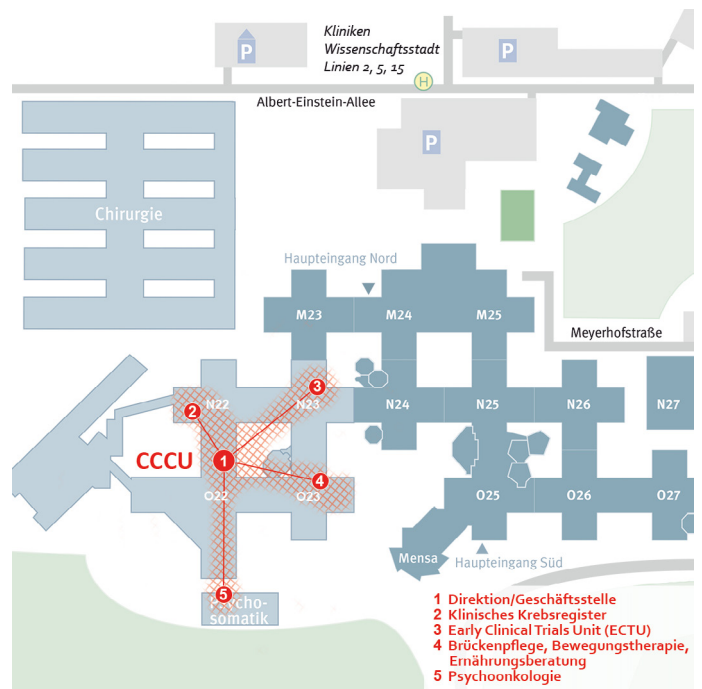 Kliniken
Wissenschaftsstadt
Linien 2, 5, 15
P
P
H
Albert-Einstein-Allee
P
Chirurgie
Haupteingang Nord
M23
M24
M25
Meyerhofstraße
3
N22
N23
N24
N25
N26
N27
2
CCCU
1
4
O22
O23
O25
O26
O27
Mensa
Haupteingang Süd
5
Psycho-
somatik
1 Direktion/Geschäftsstelle
2 Klinisches Krebsregister
3 Early Clinical Trials Unit (ECTU)
4 Brückenpflege, Bewegungstherapie,
Ernährungsberatung
5 Psychoonkologie